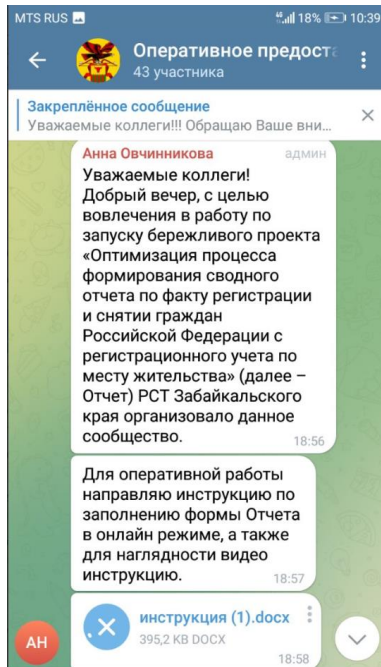 MTS RUS 4G 18% 10:39
Оперативное предоста
43 участника
Закреплённое сообщение
Уважаемые коллеги!!! Обращаю Ваше вни...
Анна Овчинникова админ
Уважаемые коллеги!
Добрый вечер, с целью
вовлечения в работу по
запуску бережливого проекта
«Оптимизация процесса
формирования сводного
отчета по факту регистрации
и снятии граждан
Российской Федерации с
регистрационного учета по
месту жительства» (далее –
Отчет) РСТ Забайкальского
края организовало данное
сообщество.
18:56
Для оперативной работы
направляю инструкцию по
заполнению формы Отчета
в онлайн режиме, а также
для наглядности видео
инструкцию.
18:57
инструкция (1).docx
395,2 KB DOCX
18:58
АН